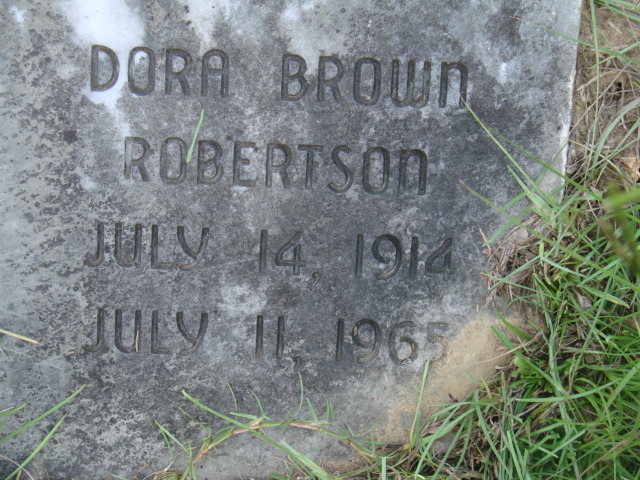 DORA BROWN
ROBERTSON
JULY 14, 1914
JULY 11, 1965